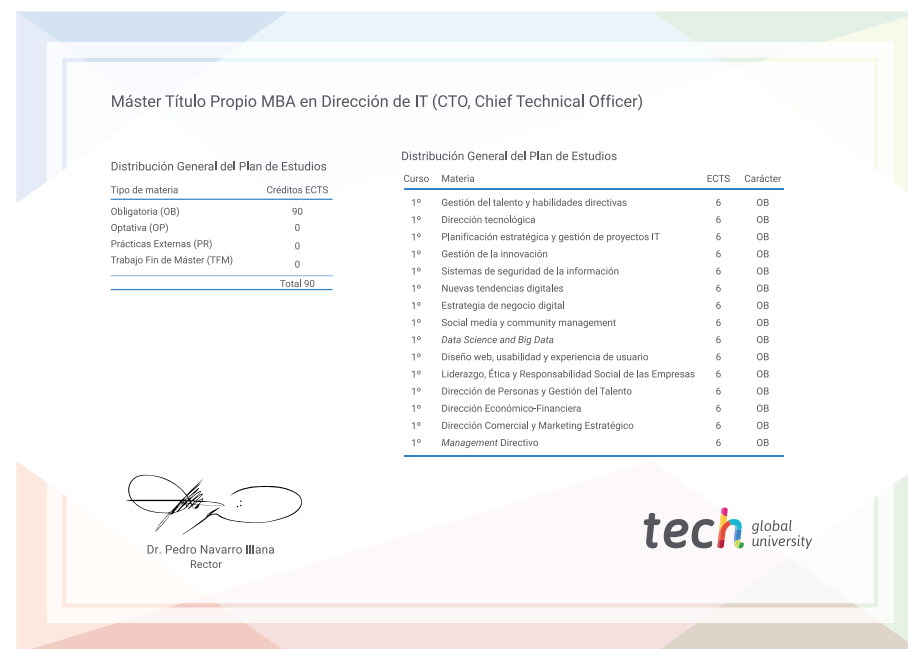 Máster Título Propio MBA en Dirección de IT (CTO, Chief Technical Officer)
Distribución General del Plan de Estudios
Tipo de materia Créditos ECTS
Obligatoria (OB) 90
Optativa (OP) 0
Prácticas Externas (PR) 0
Trabajo Fin de Máster (TFM) 0
Total 90
Distribución General del Plan de Estudios
Curso Materia ECTS Carácter
1º Gestión del talento y habilidades directivas 6 OB
1º Dirección tecnológica 6 OB
1º Planificación estratégica y gestión de proyectos IT 6 OB
1º Gestión de la innovación 6 OB
1º Sistemas de seguridad de la información 6 OB
1º Nuevas tendencias digitales 6 OB
1º Estrategia de negocio digital 6 OB
1º Social media y community management 6 OB
1º Data Science and Big Data 6 OB
1º Diseño web, usabilidad y experiencia de usuario 6 OB
1º Liderazgo, Ética y Responsabilidad Social de las Empresas 6 OB
1º Dirección de Personas y Gestión del Talento 6 OB
1º Dirección Económico-Financiera 6 OB
1º Dirección Comercial y Marketing Estratégico 6 OB
1º Management Directivo 6 OB
Dr. Pedro Navarro Illana
Rector
tech global
university